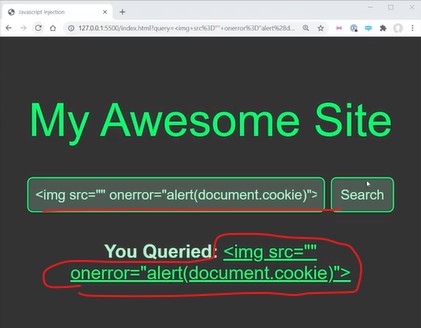 Javascript Injection
127.0.0.1:5500/index.html?query=<img+src%3D""+onerror%3D"alert%28d...
My Awesome Site
<img src="" onerror="alert(document.cookie)">
Search
You Queried: <img src=""
onerror="alert(document.cookie)">